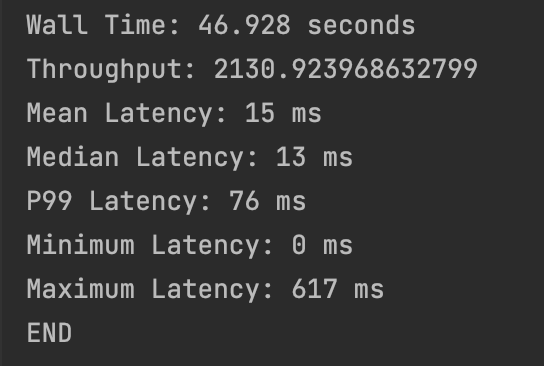 Wall Time: 46.928 seconds
Throughput: 2130.923968632799
Mean Latency: 15 ms
Median Latency: 13 ms
P99 Latency: 76 ms
Minimum Latency: 0 ms
Maximum Latency: 617 ms
END